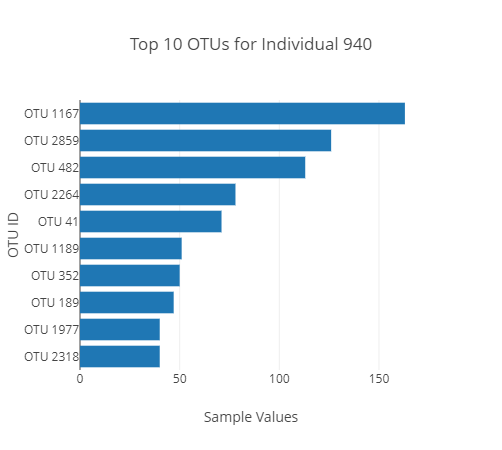 Top 10 OTUs for Individual 940
OTU ID
OTU 1167
OTU 2859
OTU 482
OTU 2264
OTU 41
OTU 1189
OTU 352
OTU 189
OTU 1977
OTU 2318
0 50 100 150
Sample Values